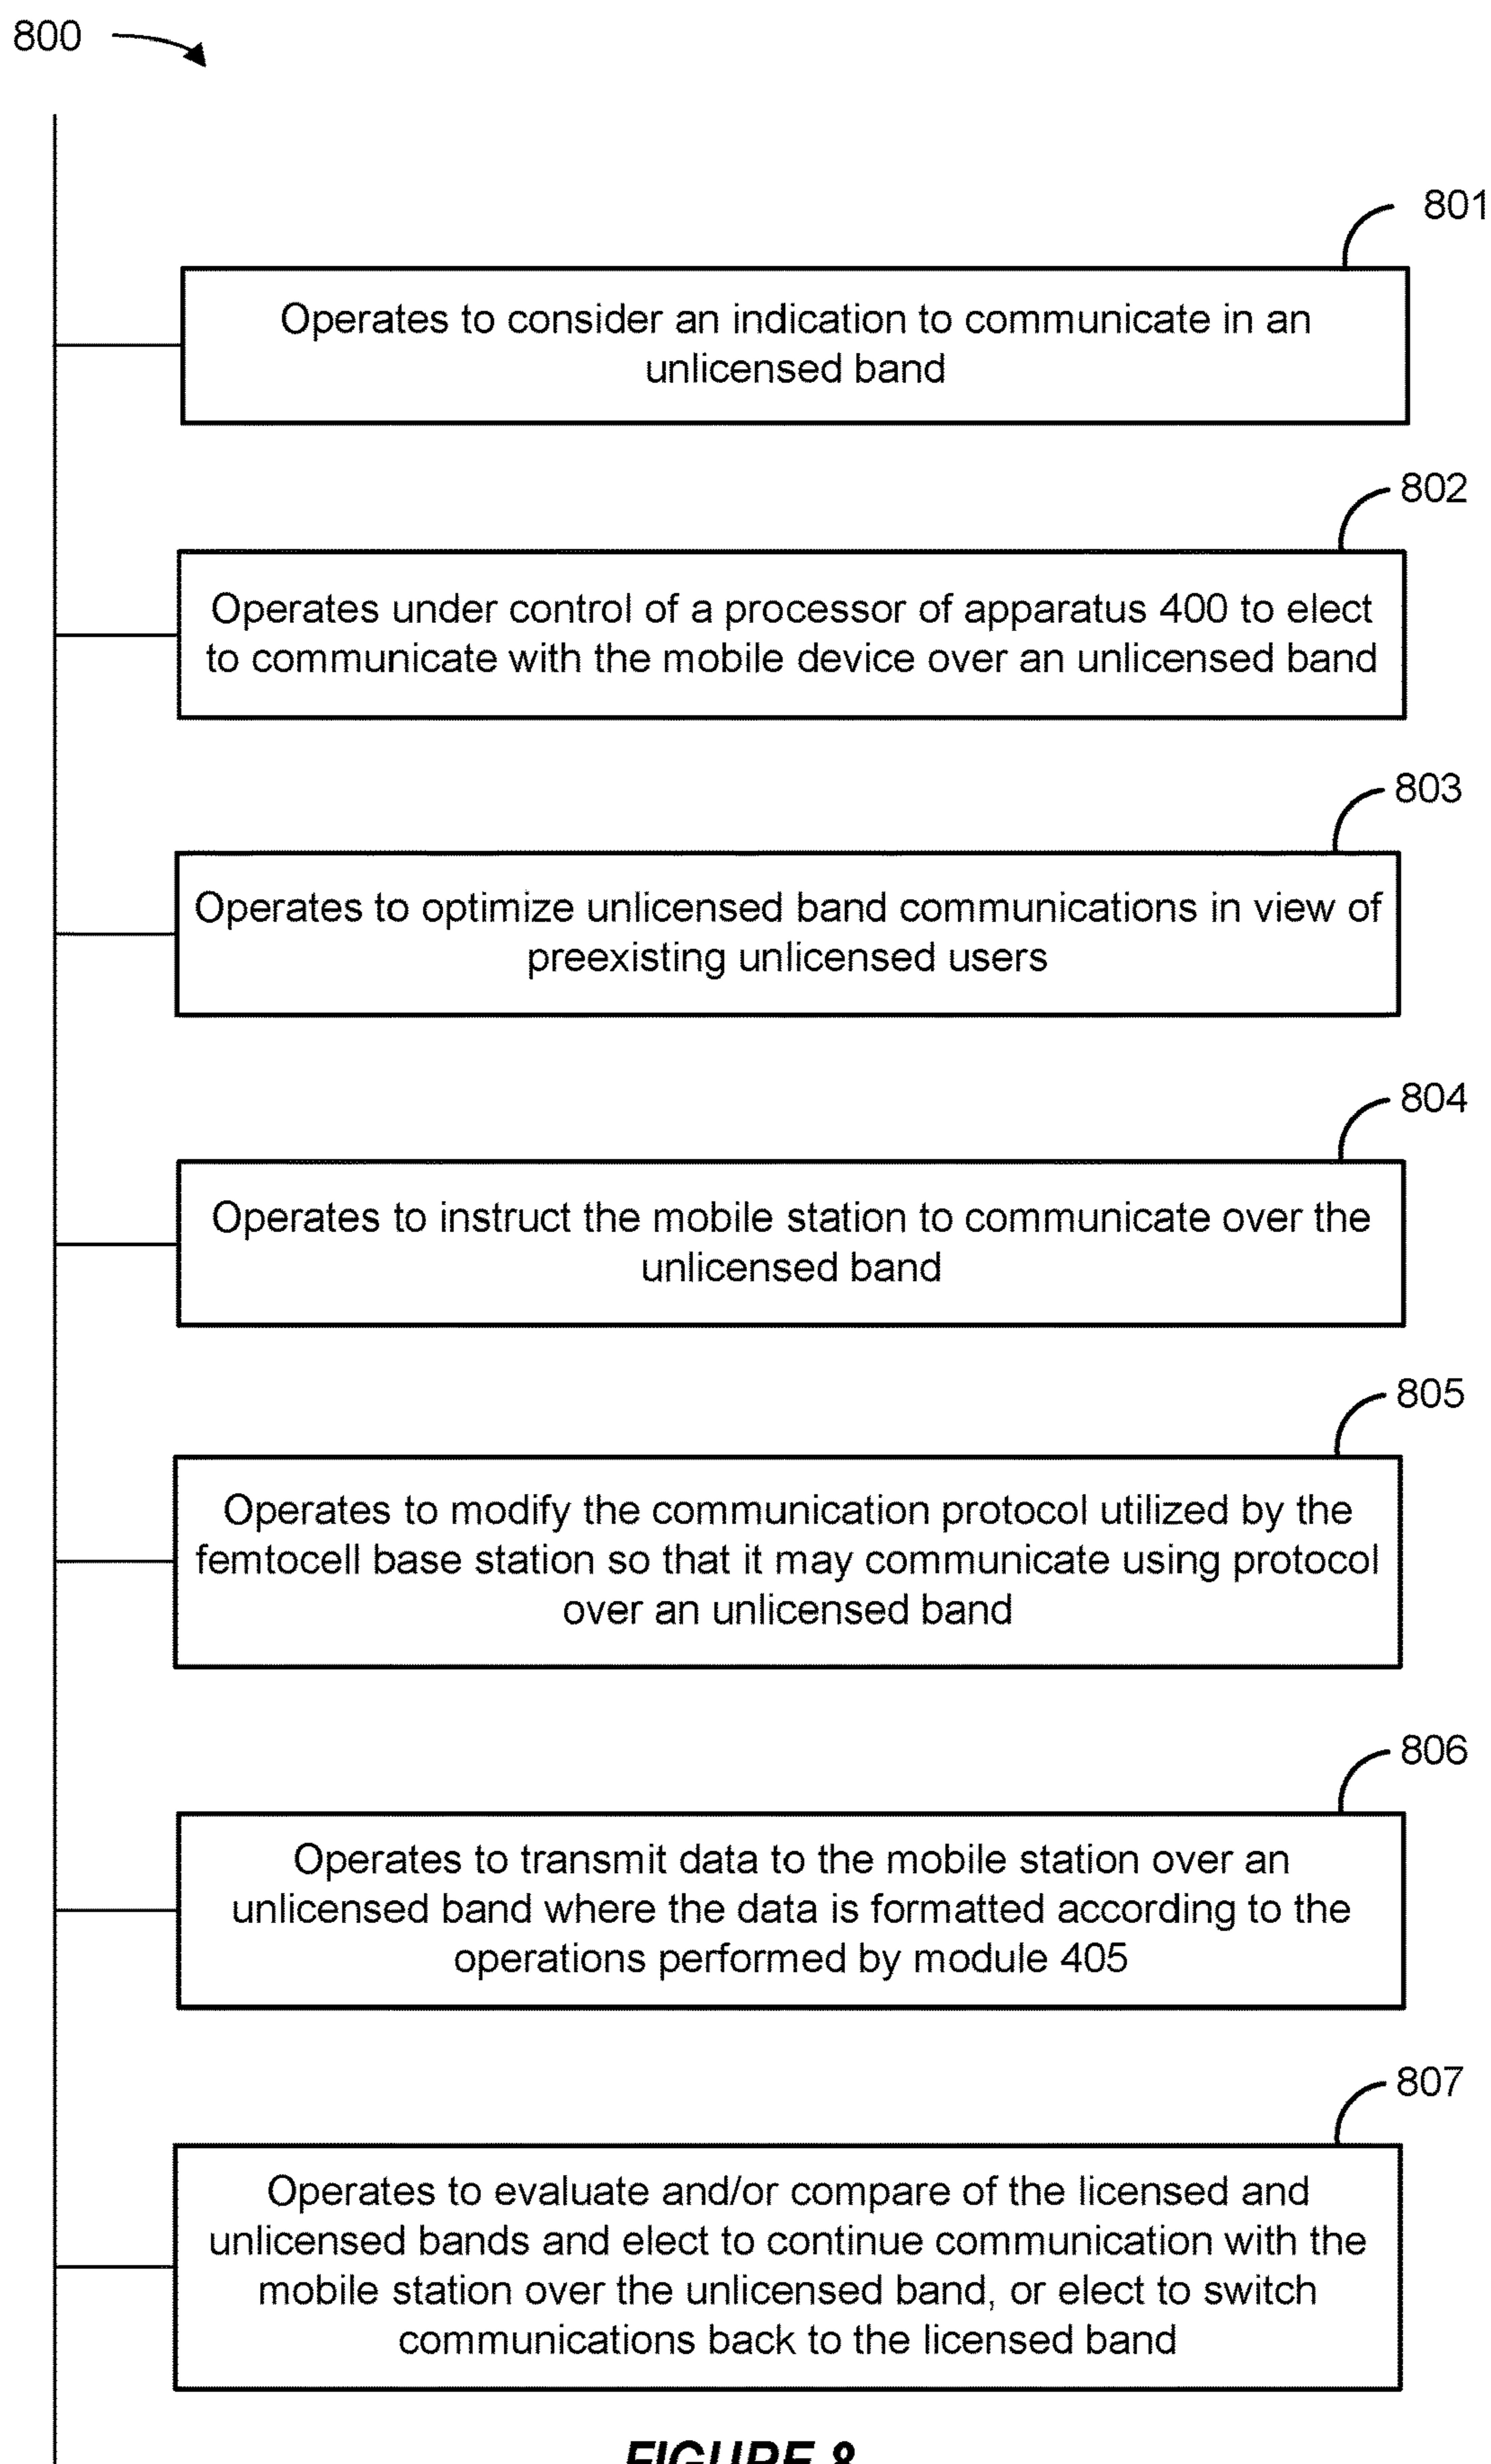 800
801
Operates to consider an indication to communicate in an
unlicensed band
802
Operates under control of a processor of apparatus 400 to elect
to communicate with the mobile device over an unlicensed band
803
Operates to optimize unlicensed band communications in view of
preexisting unlicensed users
804
Operates to instruct the mobile station to communicate over the
unlicensed band
805
Operates to modify the communication protocol utilized by the
femtocell base station so that it may communicate using protocol
over an unlicensed band
806
Operates to transmit data to the mobile station over an
unlicensed band where the data is formatted according to the
operations performed by module 405
807
Operates to evaluate and/or compare of the licensed and
unlicensed bands and elect to continue communication with the
mobile station over the unlicensed band, or elect to switch
communications back to the licensed band
FIGURE 8